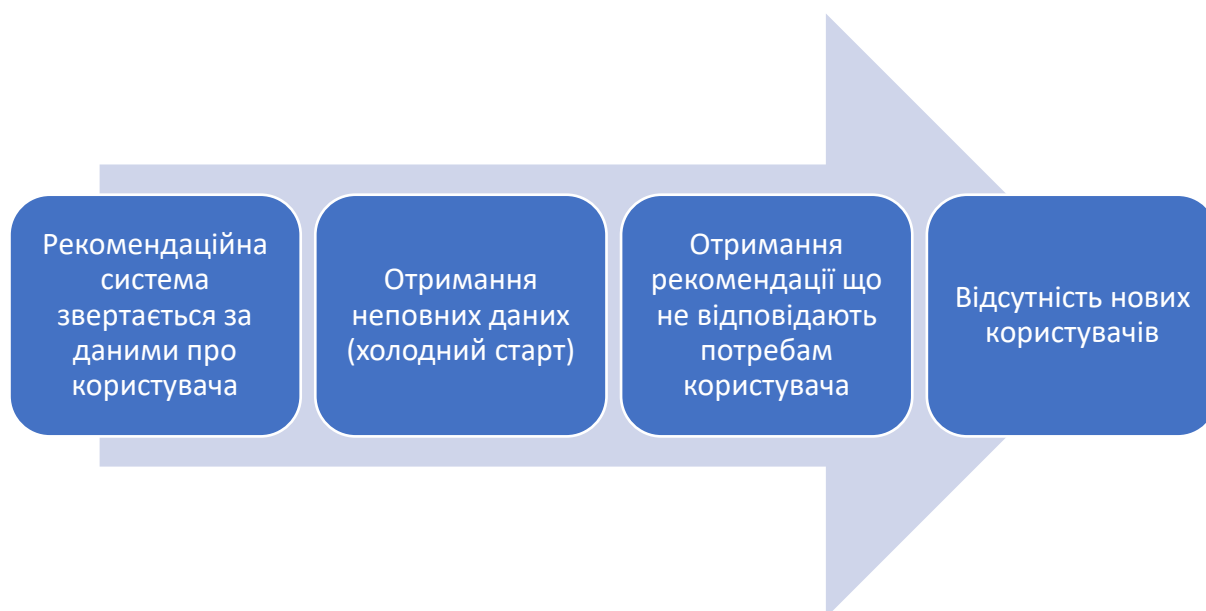 Рекомендаційна
система
звертається за
даними про
користувача
Отримання
неповних даних
(холодний старт)
Отримання
рекомендації що
не відповідають
потребам
користувача
Відсутність нових
користувачів